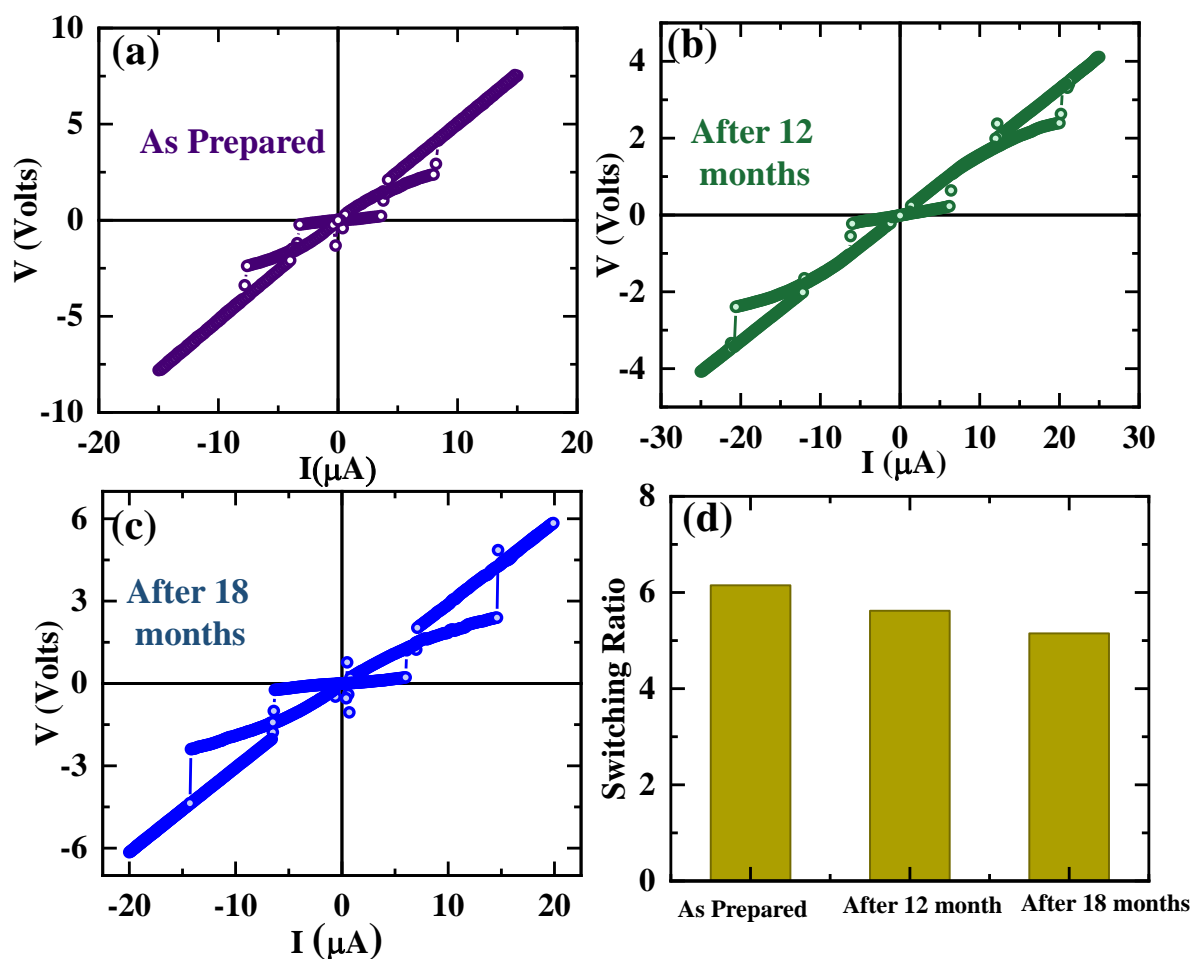 (a)
As Prepared
V (Volts)
10
5
0
-5
-10
-20
-10
0
10
20
I(μA)
(b)
After 12
months
V (Volts)
4
2
0
-2
-4
-30
-20
-10
0
10
20
30
I (μA)
(c)
After 18
months
V (Volts)
6
3
0
-3
-6
-20
-10
0
10
20
I (μA)
(d)
Switching Ratio
8
6
4
2
0
As Prepared
After 12 month
After 18 months